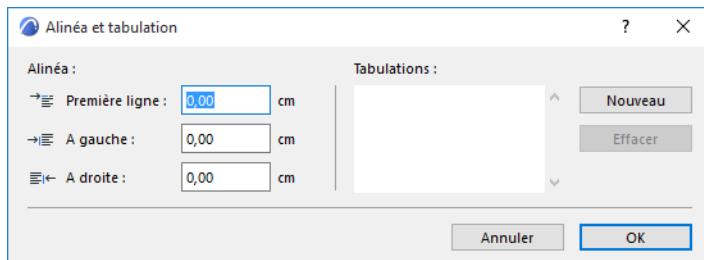 Alinéa et tabulation
Alinéa :
Première ligne : 0,00 cm
A gauche : 0,00 cm
A droite : 0,00 cm
Tabulations :
Nouveau
Effacer
Annuler OK